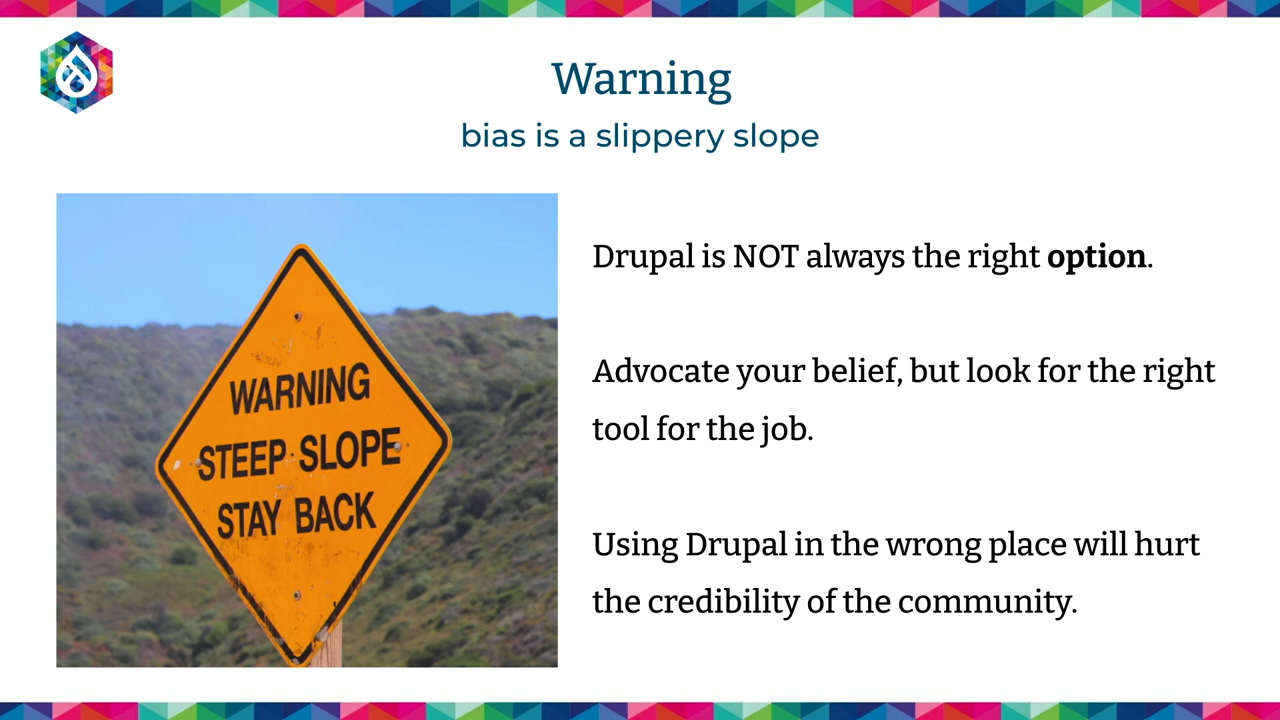 Warning
bias is a slippery slope
WARNING
STEEP SLOPE
STAY BACK
Drupal is NOT always the right option.
Advocate your belief, but look for the right
tool for the job.
Using Drupal in the wrong place will hurt
the credibility of the community.